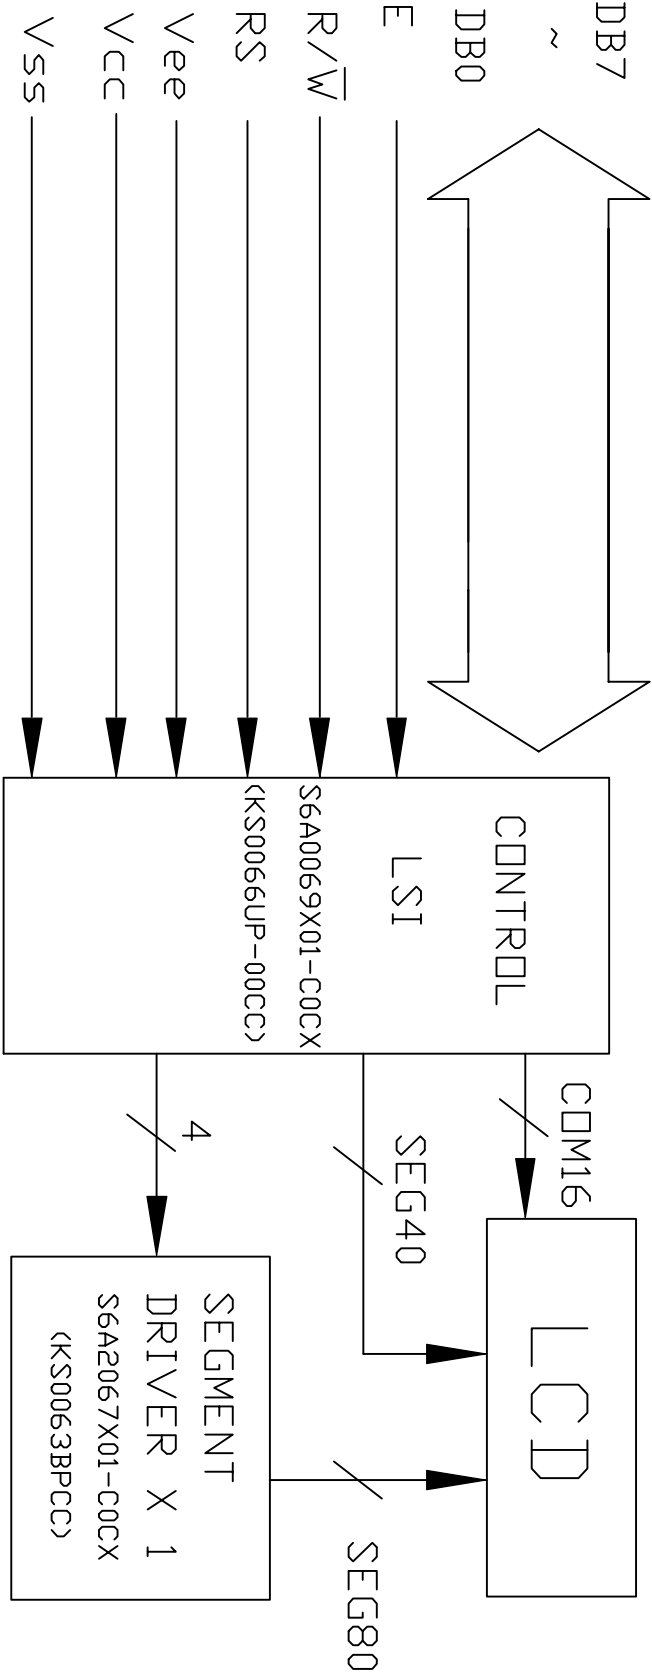 DB7
~
DB0
E
R/W
RS
Vee
Vcc
Vss
CONTROL
LSI
S6A0069X01-C0CX
(KS0066UP-00CC)
COM16
SEG40
4
LCD
SEGMENT
DRIVER X 1
S6A2067X01-C0CX
(KS0063BPCC)
SEG80